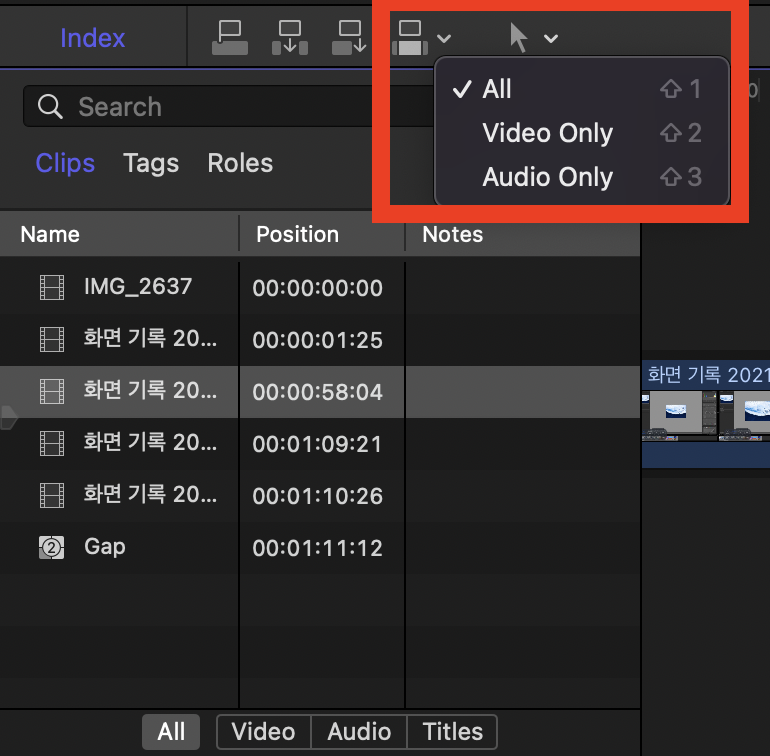 Index
All ⇧ 1
Video Only ⇧ 2
Audio Only ⇧ 3
Search
Clips Tags Roles
Name Position Notes
IMG_2637 00:00:00:00
화면 기록 20... 00:00:01:25
화면 기록 20... 00:00:58:04
화면 기록 20... 00:01:09:21
화면 기록 20... 00:01:10:26
2 Gap 00:01:11:12
화면 기록 2021
All Video Audio Titles